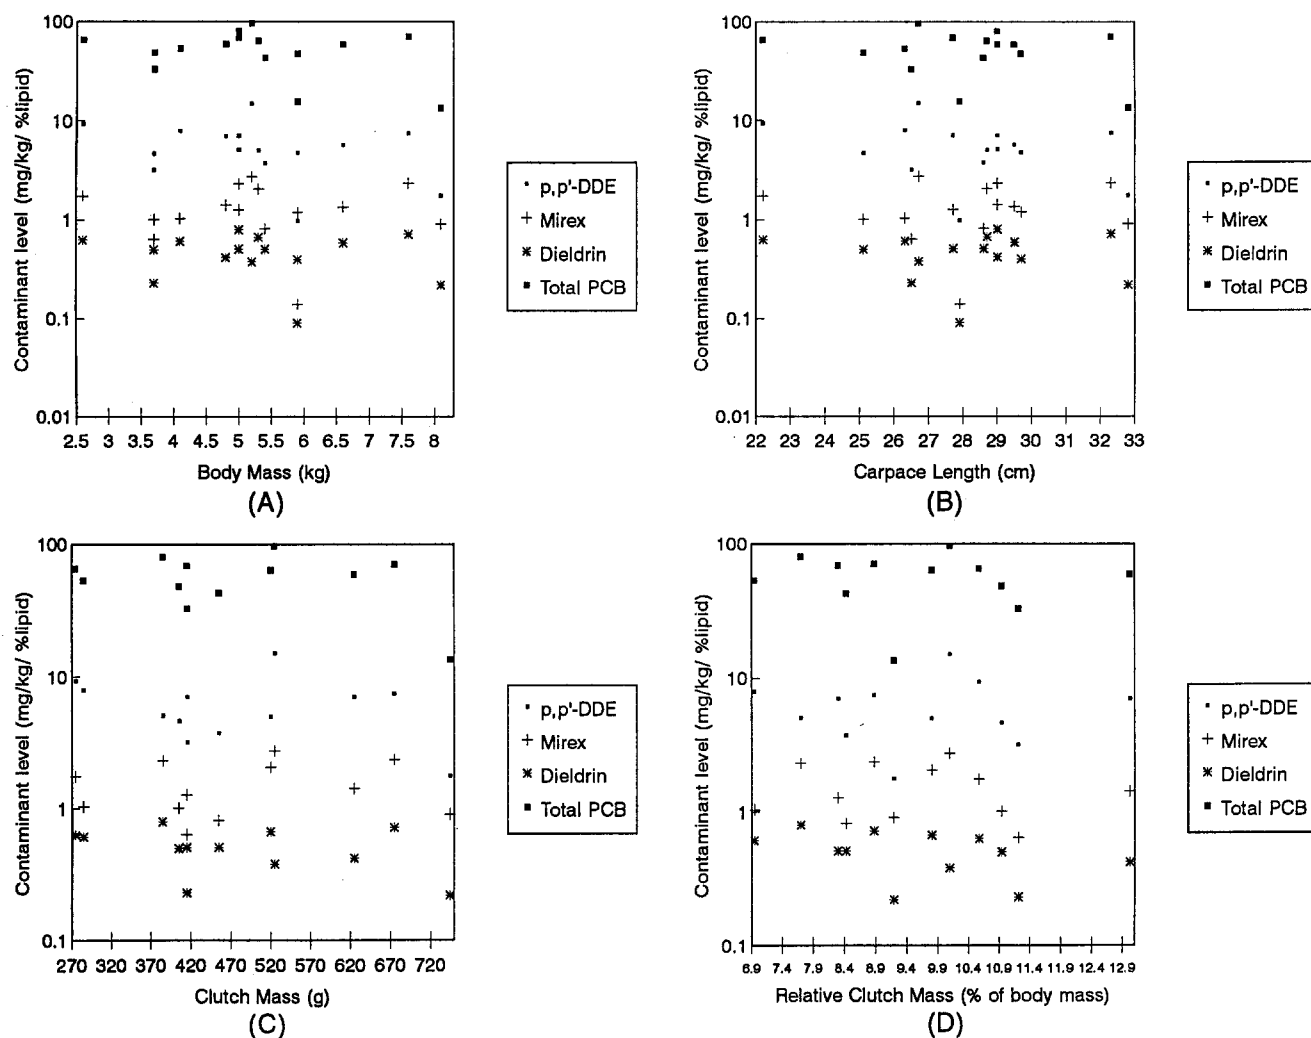 100
10
1
0.1
0.01
Contaminant level (mg/kg/ %lipid)
2.5 3 3.5 4 4.5 5 5.5 6 6.5 7 7.5 8
Body Mass (kg)
(A)
p,p'-DDE
Mirex
Dieldrin
Total PCB
100
10
1
0.1
0.01
Contaminant level (mg/kg/ %lipid)
22 23 24 25 26 27 28 29 30 31 32 33
Carpace Length (cm)
(B)
p,p'-DDE
Mirex
Dieldrin
Total PCB
100
10
1
0.1
Contaminant level (mg/kg/ %lipid)
270 320 370 420 470 520 570 620 670 720
Clutch Mass (g)
(C)
p,p'-DDE
Mirex
Dieldrin
Total PCB
100
10
1
0.1
Contaminant level (mg/kg/ %lipid)
6.9 7.4 7.9 8.4 8.9 9.4 9.9 10.4 10.9 11.4 11.9 12.4 12.9
Relative Clutch Mass (% of body mass)
(D)
p,p'-DDE
Mirex
Dieldrin
Total PCB